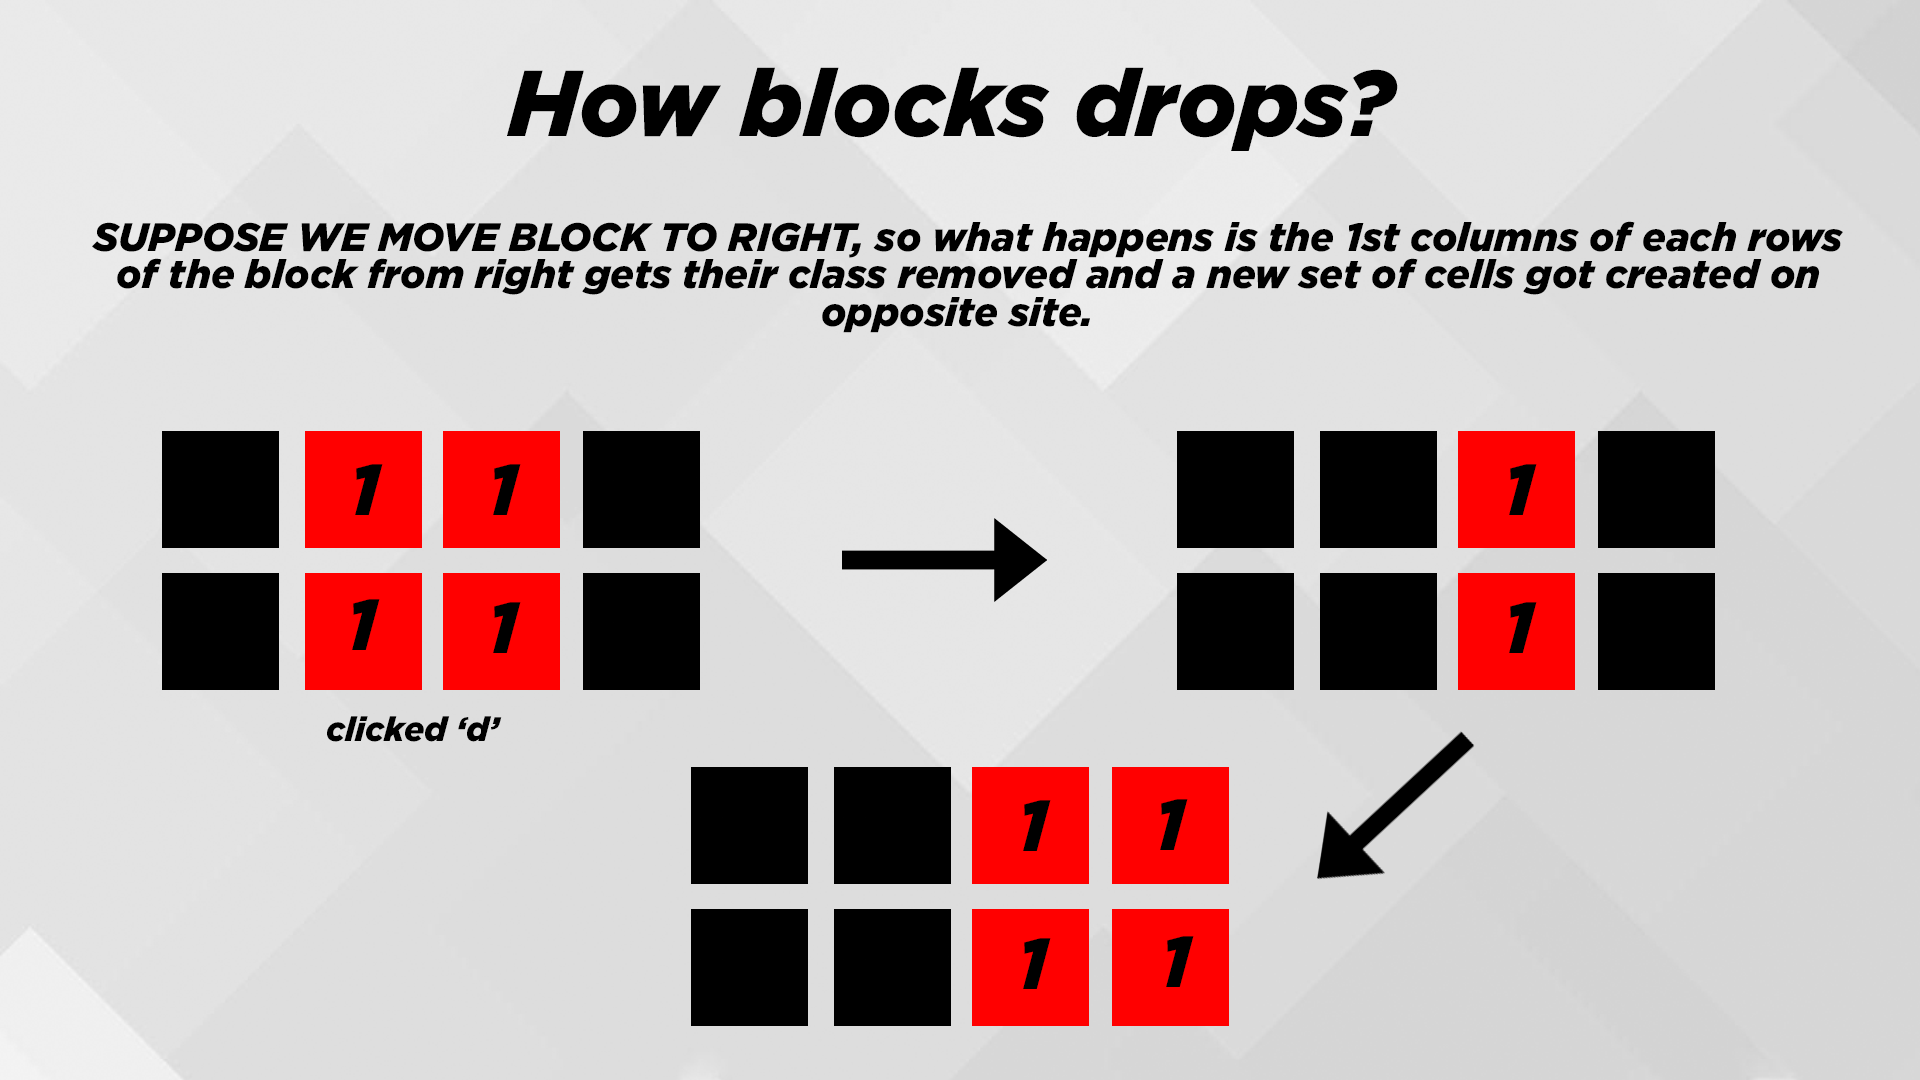 How blocks drops?
SUPPOSE WE MOVE BLOCK TO RIGHT, so what happens is the 1st columns of each rows
of the block from right gets their class removed and a new set of cells got created on
opposite site.
1 1 1
1 1 1
clicked ‘d’
1 1
1 1